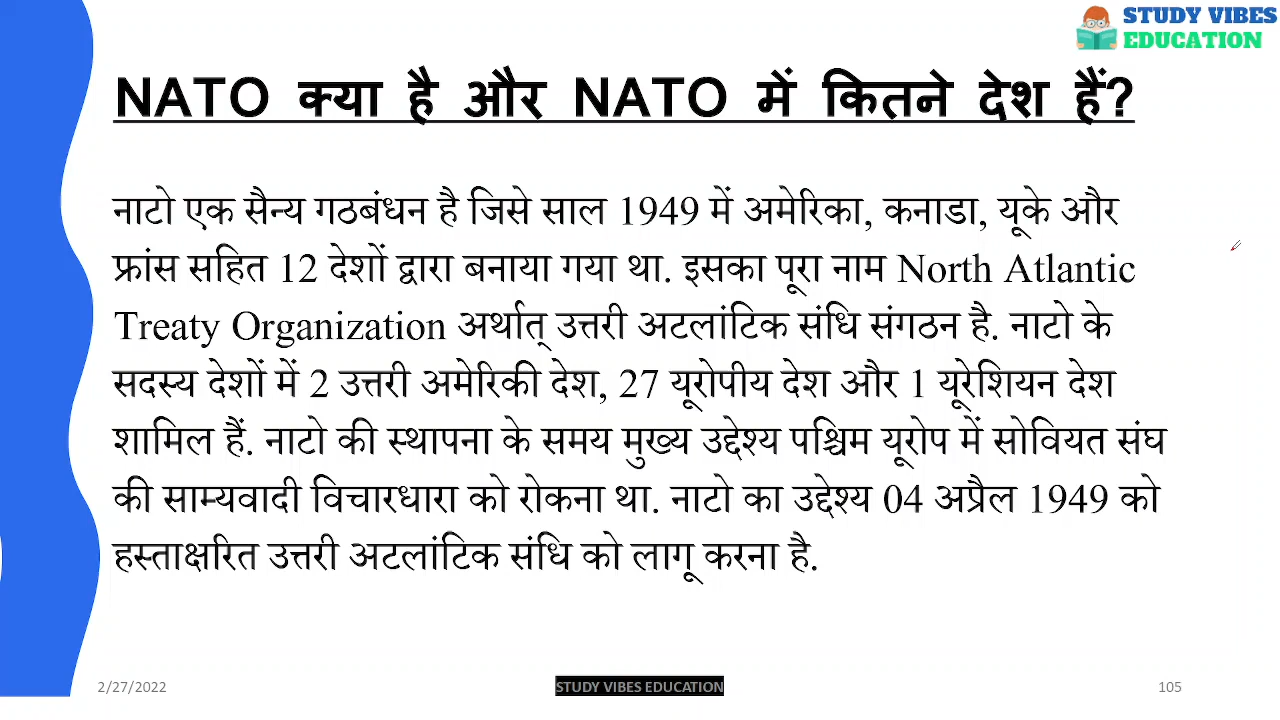 STUDY VIBES
EDUCATION
NATO क्या है और NATO में कितने देश हैं?
नाटो एक सैन्य गठबंधन है जिसे साल 1949 में अमेरिका, कनाडा, यूके और
फ्रांस सहित 12 देशों द्वारा बनाया गया था. इसका पूरा नाम North Atlantic
Treaty Organization अर्थात् उत्तरी अटलांटिक संधि संगठन है. नाटो के
सदस्य देशों में 2 उत्तरी अमेरिकी देश, 27 यूरोपीय देश और 1 यूरेशियन देश
शामिल हैं. नाटो की स्थापना के समय मुख्य उद्देश्य पश्चिम यूरोप में सोवियत संघ
की साम्यवादी विचारधारा को रोकना था. नाटो का उद्देश्य 04 अप्रैल 1949 को
हस्ताक्षरित उत्तरी अटलांटिक संधि को लागू करना है.
2/27/2022
STUDY VIBES EDUCATION
105